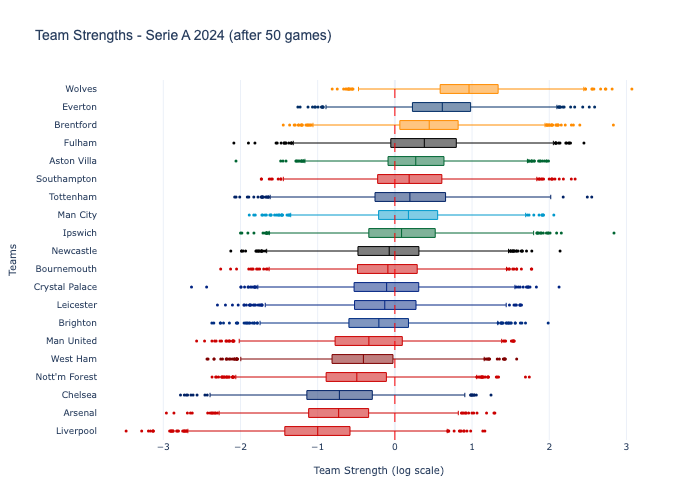 Team Strengths - Serie A 2024 (after 50 games)
Wolves
Everton
Brentford
Fulham
Aston Villa
Southampton
Tottenham
Man City
Ipswich
Newcastle
Bournemouth
Crystal Palace
Leicester
Brighton
Man United
West Ham
Nott'm Forest
Chelsea
Arsenal
Liverpool
Teams
−3 −2 −1 0 1 2 3
Team Strength (log scale)